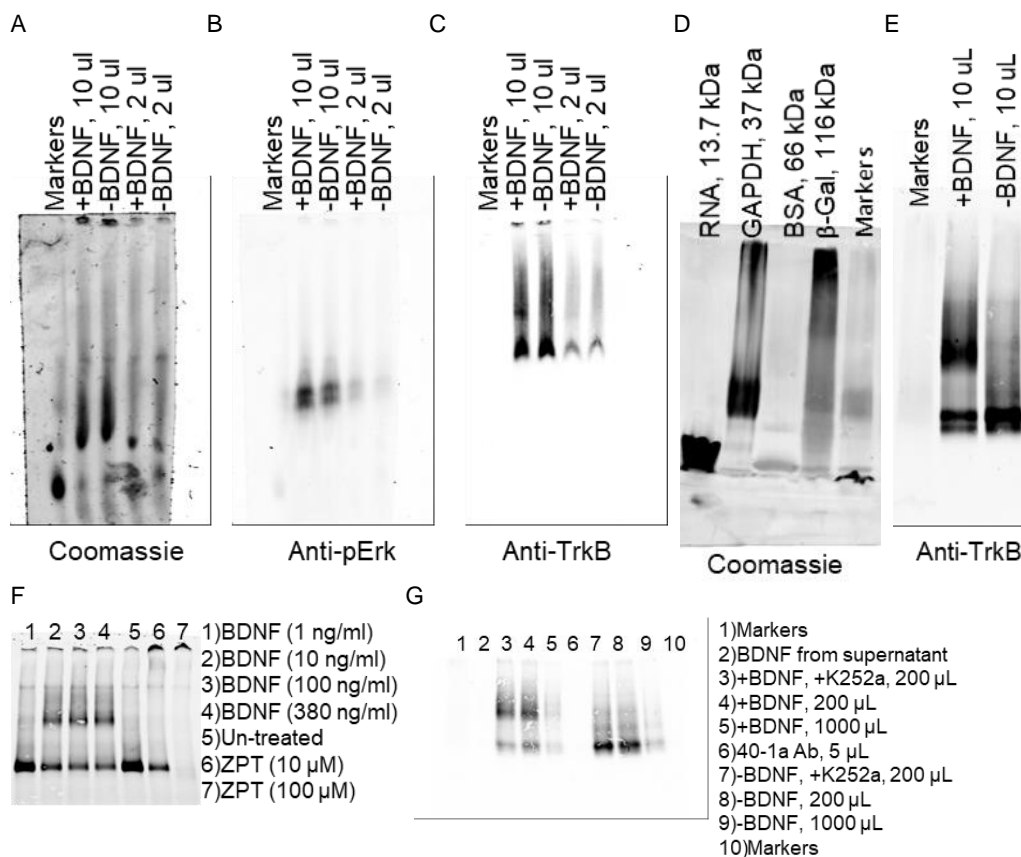 A
Markers
+BDNF, 10 ul
-BDNF, 10 ul
+BDNF, 2 ul
-BDNF, 2 ul
Coomassie
B
Markers
+BDNF, 10 ul
-BDNF, 10 ul
+BDNF, 2 ul
-BDNF, 2 ul
Anti-pErk
C
Markers
+BDNF, 10 ul
-BDNF, 10 ul
+BDNF, 2 ul
-BDNF, 2 ul
Anti-TrkB
D
RNA, 13.7 kDa
GAPDH, 37 kDa
BSA, 66 kDa
β-Gal, 116kDa
Markers
Coomassie
E
Markers
+BDNF, 10 uL
-BDNF, 10 uL
Anti-TrkB
F
1 2 3 4 5 6 7
1)BDNF (1 ng/ml)
2)BDNF (10 ng/ml)
3)BDNF (100 ng/ml)
4)BDNF (380 ng/ml)
5)Un-treated
6)ZPT (10 µM)
7)ZPT (100 µM)
G
1 2 3 4 5 6 7 8 9 10
1)Markers
2)BDNF from supernatant
3)+BDNF, +K252a, 200 µL
4)+BDNF, 200 µL
5)+BDNF, 1000 µL
6)40-1a Ab, 5 µL
7)-BDNF, +K252a, 200 µL
8)-BDNF, 200 µL
9)-BDNF, 1000 µL
10)Markers